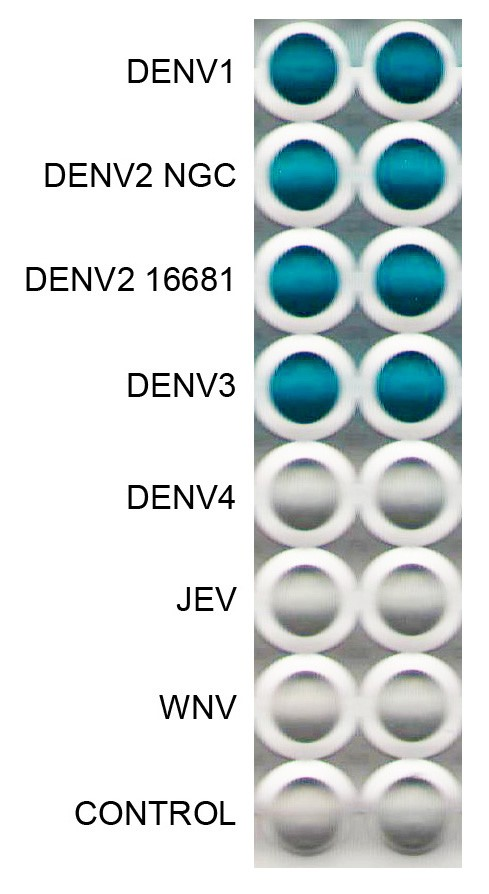 DENV1
DENV2 NGC
DENV2 16681
DENV3
DENV4
JEV
WNV
CONTROL